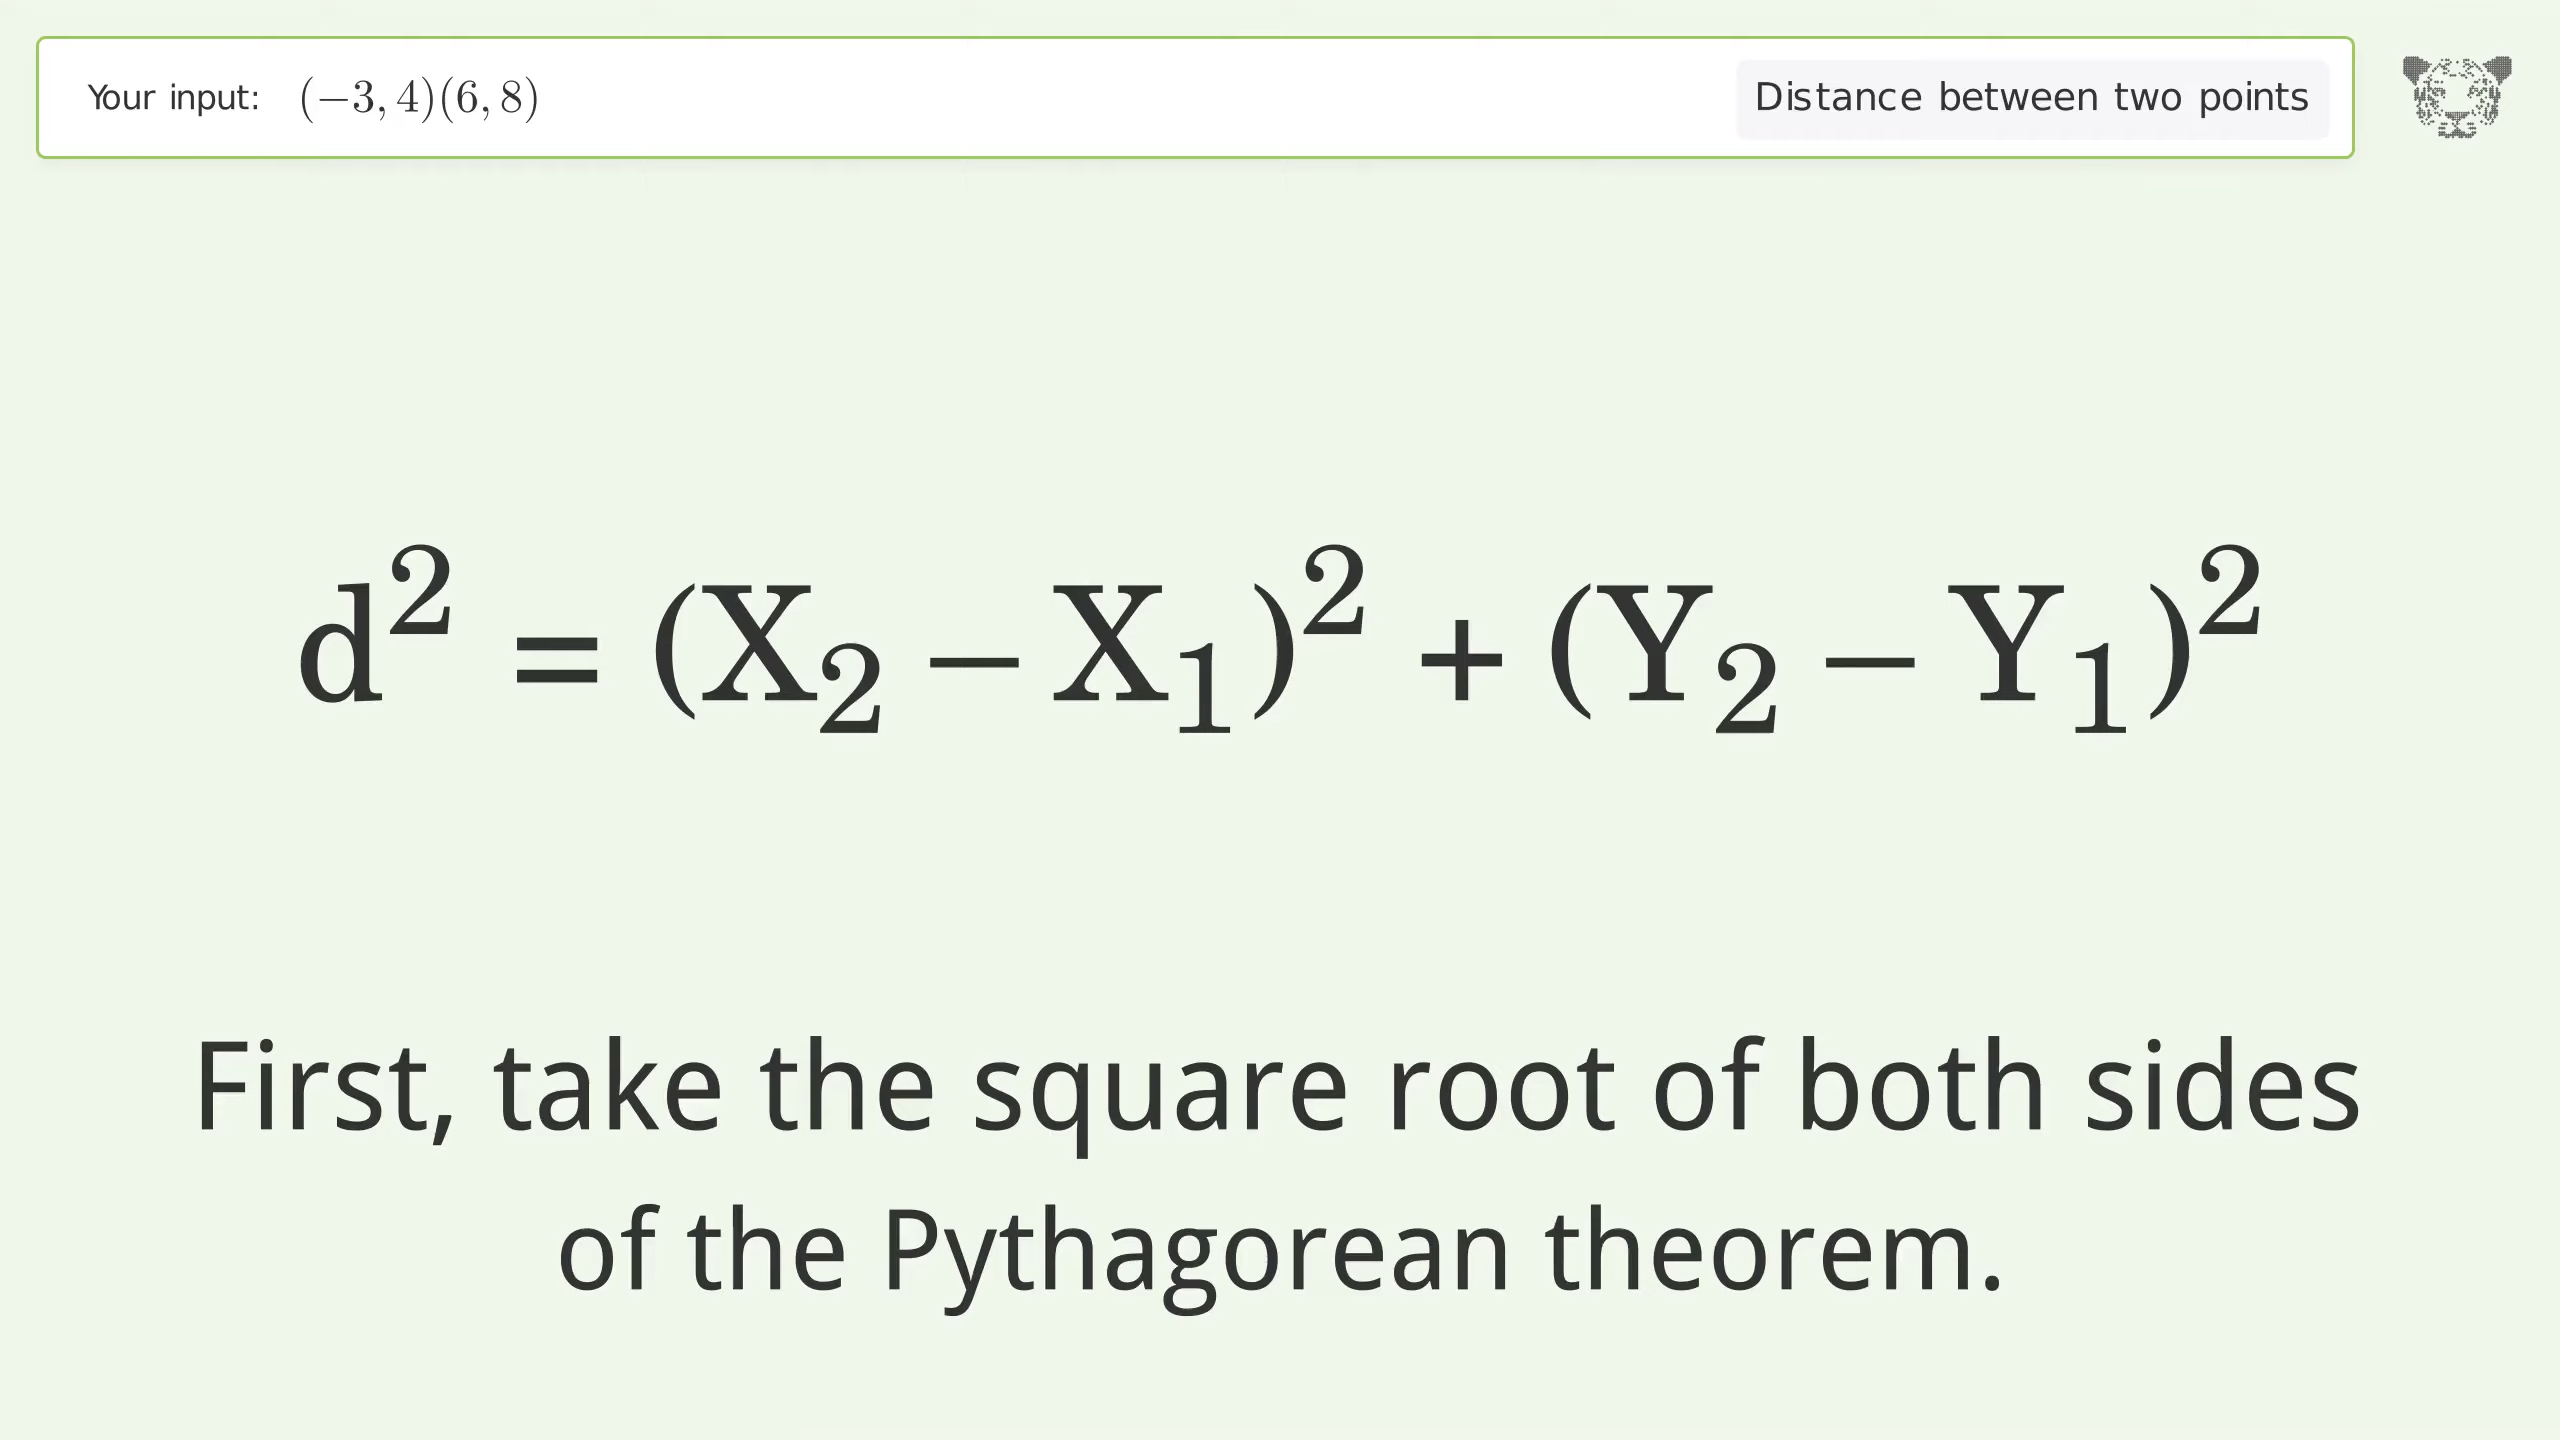 Your input: (−3, 4)(6, 8)
Distance between two points
d² = (X₂ − X₁)² + (Y₂ − Y₁)²
First, take the square root of both sides
of the Pythagorean theorem.